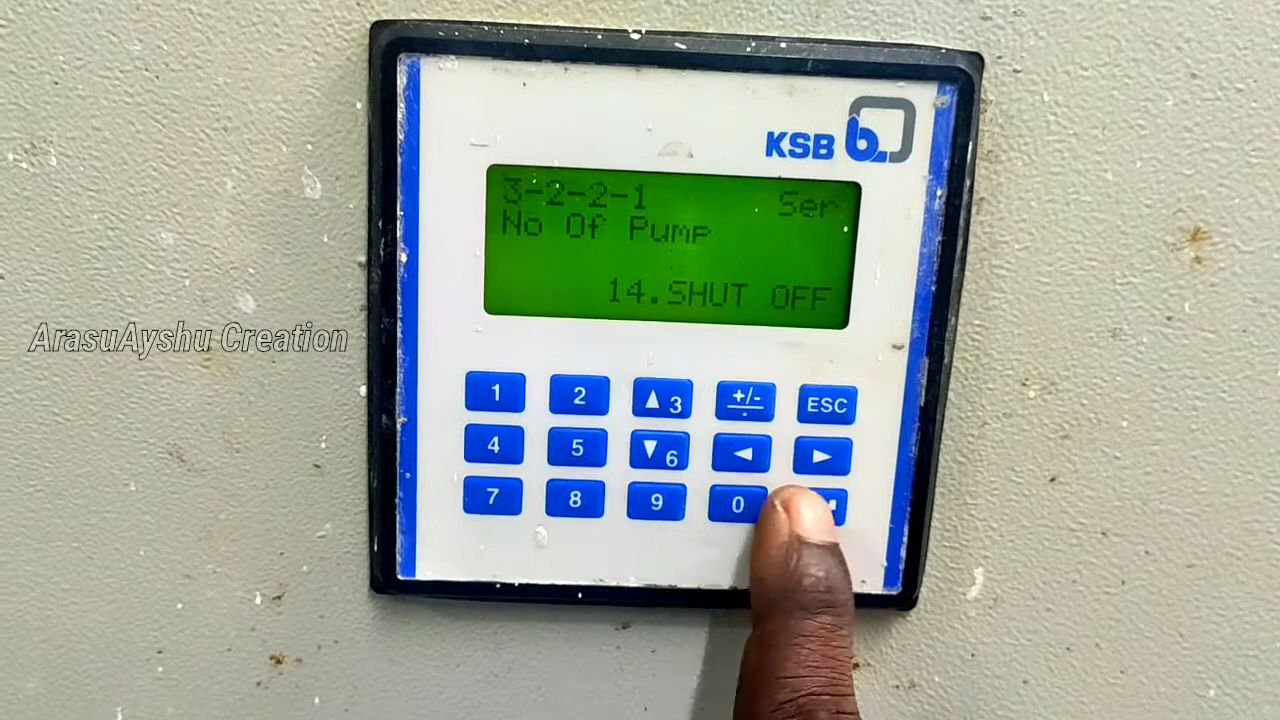 KSB b
3-2-2-1 Ser
No Of Pump
14.SHUT OFF
ArasuAyshu Creation
1 2 ▲3 +/- . ESC
4 5 ▼6 ◄ ►
7 8 9 0